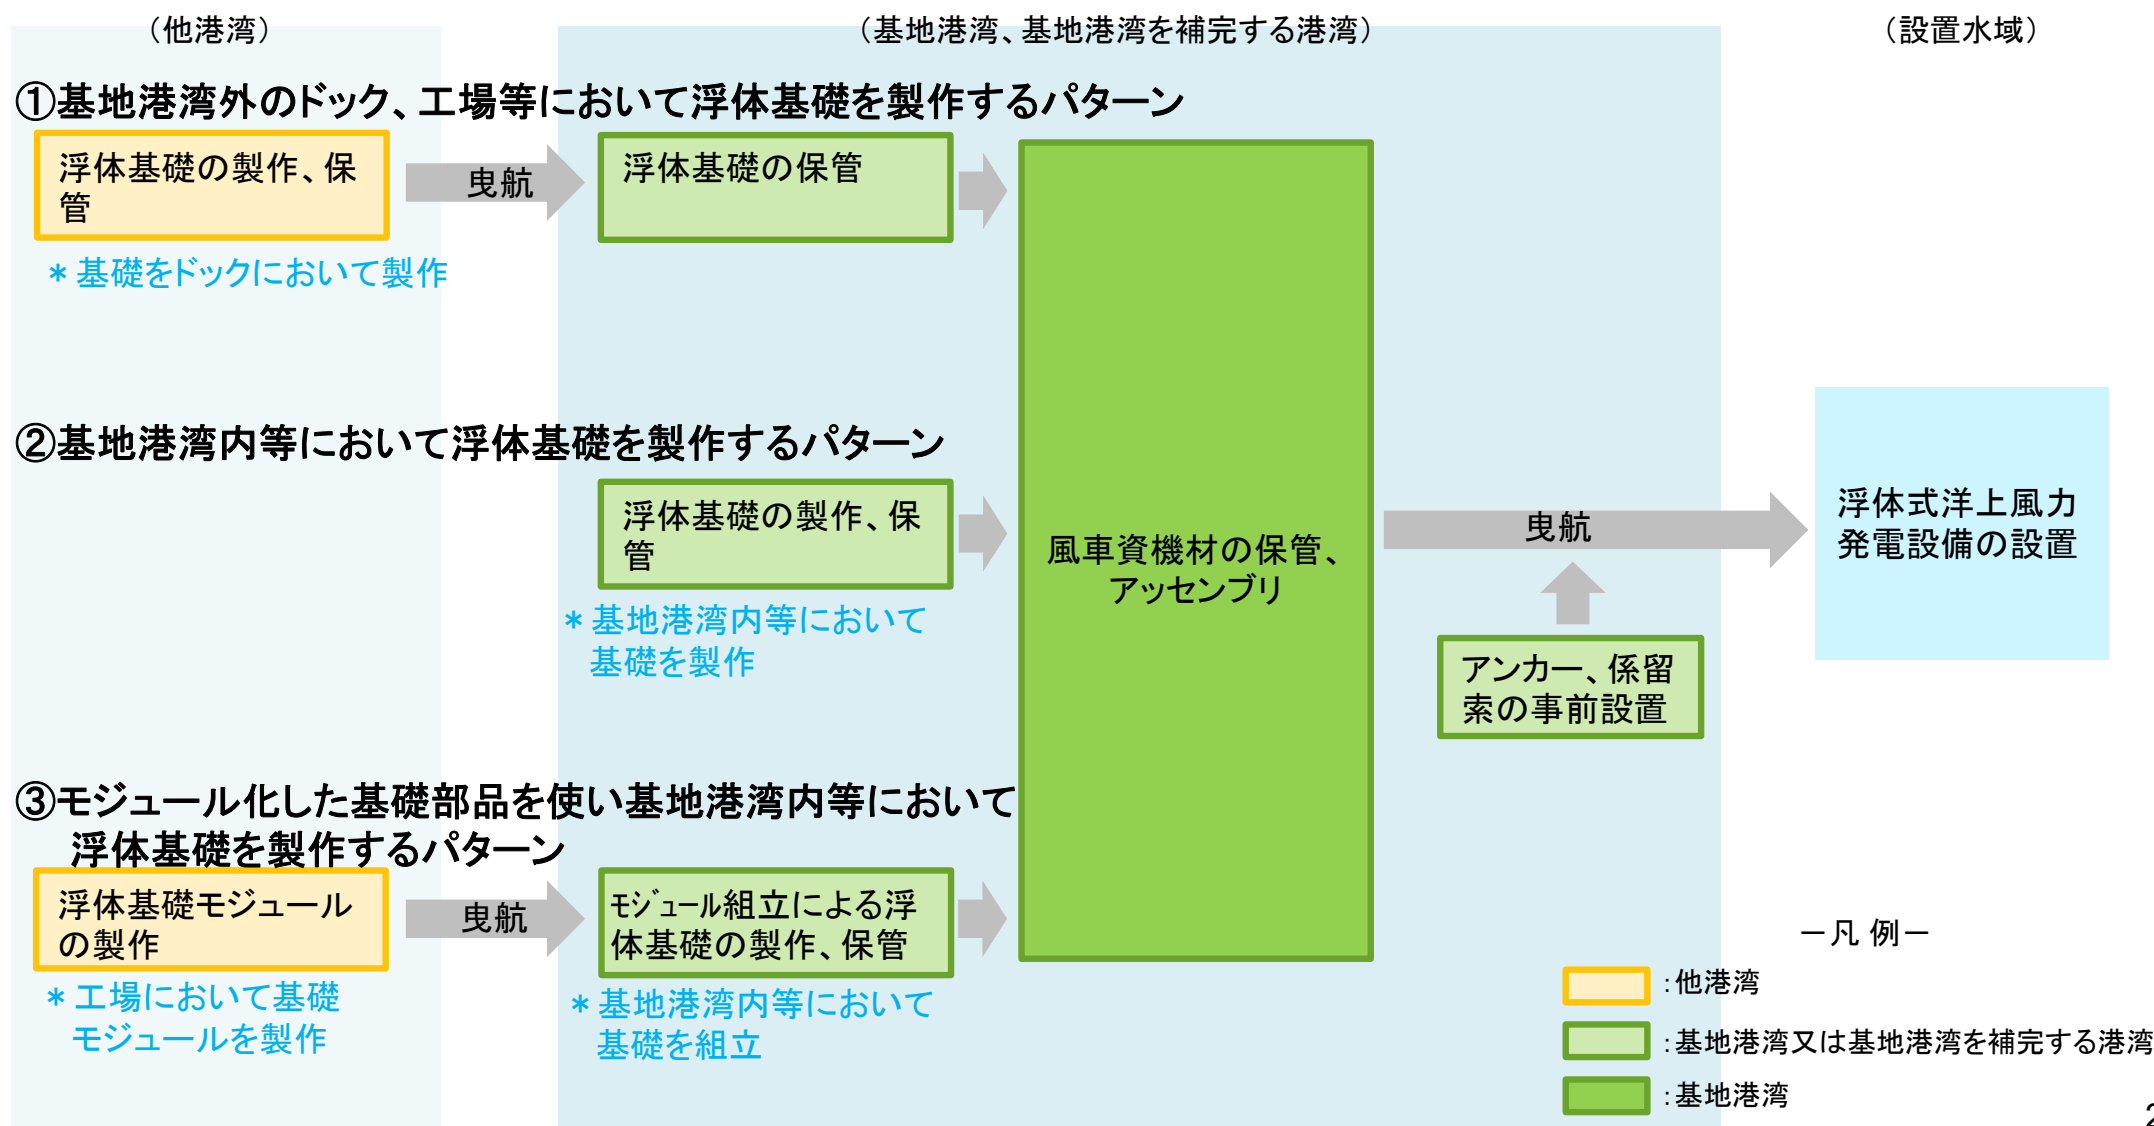 （他港湾）
（基地港湾、基地港湾を補完する港湾）
（設置水域）
①基地港湾外のドック、工場等において浮体基礎を製作するパターン
浮体基礎の製作、保
管
曳航
浮体基礎の保管
＊基礎をドックにおいて製作
②基地港湾内等において浮体基礎を製作するパターン
浮体基礎の製作、保
管
＊基地港湾内等において
基礎を製作
風車資機材の保管、
アッセンブリ
曳航
アンカー、係留
索の事前設置
浮体式洋上風力
発電設備の設置
③モジュール化した基礎部品を使い基地港湾内等において
浮体基礎を製作するパターン
浮体基礎モジュール
の製作
曳航
ﾓｼﾞｭｰﾙ組立による浮
体基礎の製作、保管
＊工場において基礎
モジュールを製作
＊基地港湾内等において
基礎を組立
－凡 例－
：他港湾
：基地港湾又は基地港湾を補完する港湾
：基地港湾